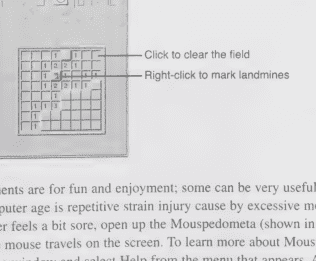 Click to clear the field
Right-click to mark landmines
ents are for fun and enjoyment; some can be very useful
puter age is repetitive strain injury cause by excessive m
er feels a bit sore, open up the Mouspedometa (shown in
mouse travels on the screen. To learn more about Mous
window and select Help from the menu that appears. A